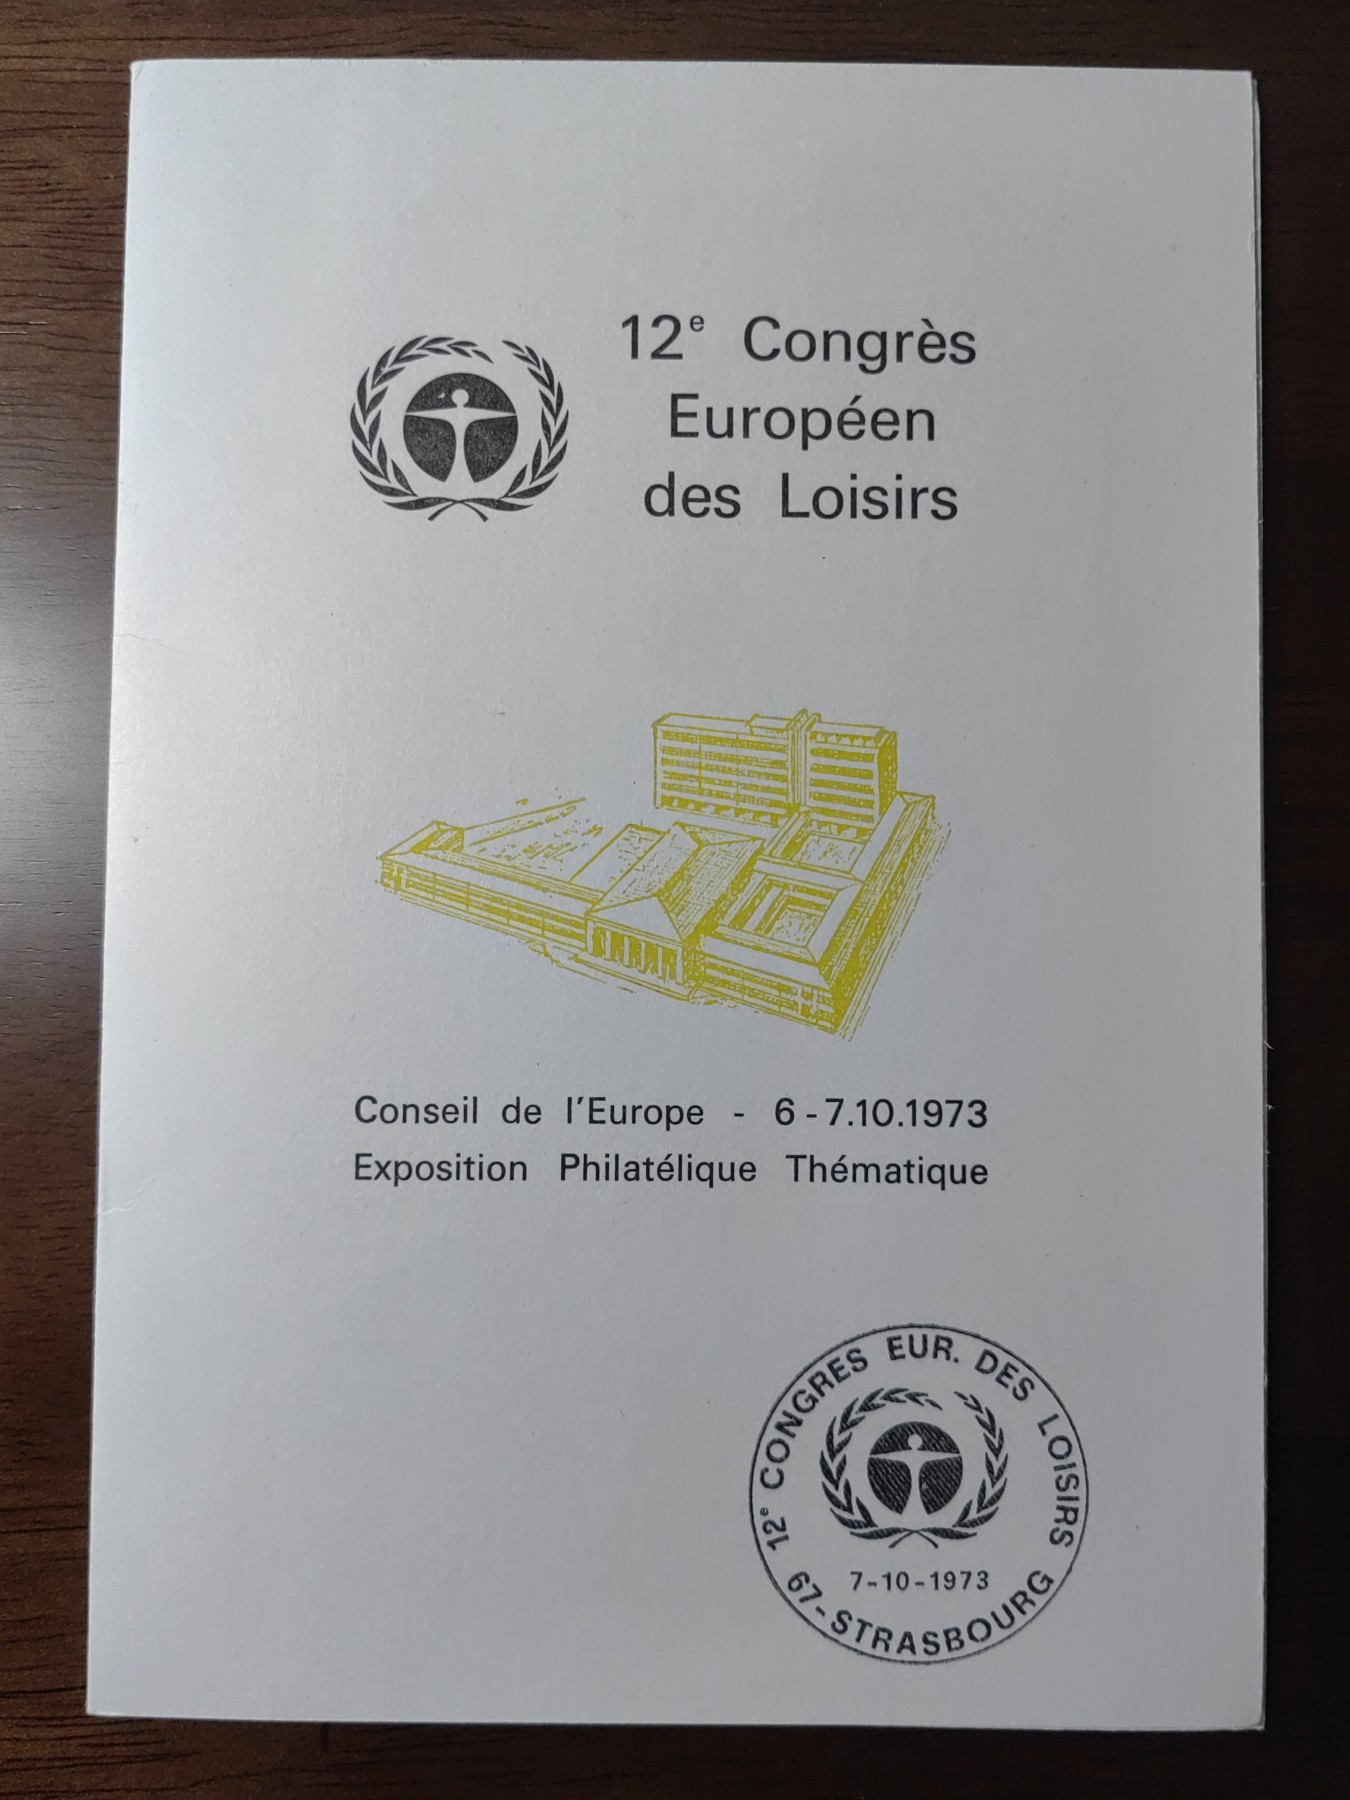 12e Congrès
Européen
des Loisirs
Conseil de l'Europe - 6-7.10.1973
Exposition Philatélique Thématique
12e CONGRES EUR. DES LOISIRS
7-10-1973
67-STRASBOURG